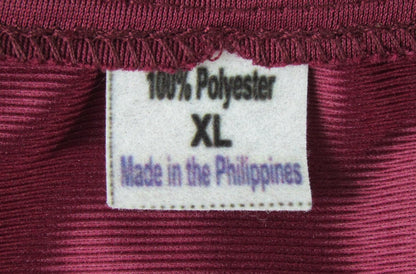 100% Polyester
XL
Made in the Philippines